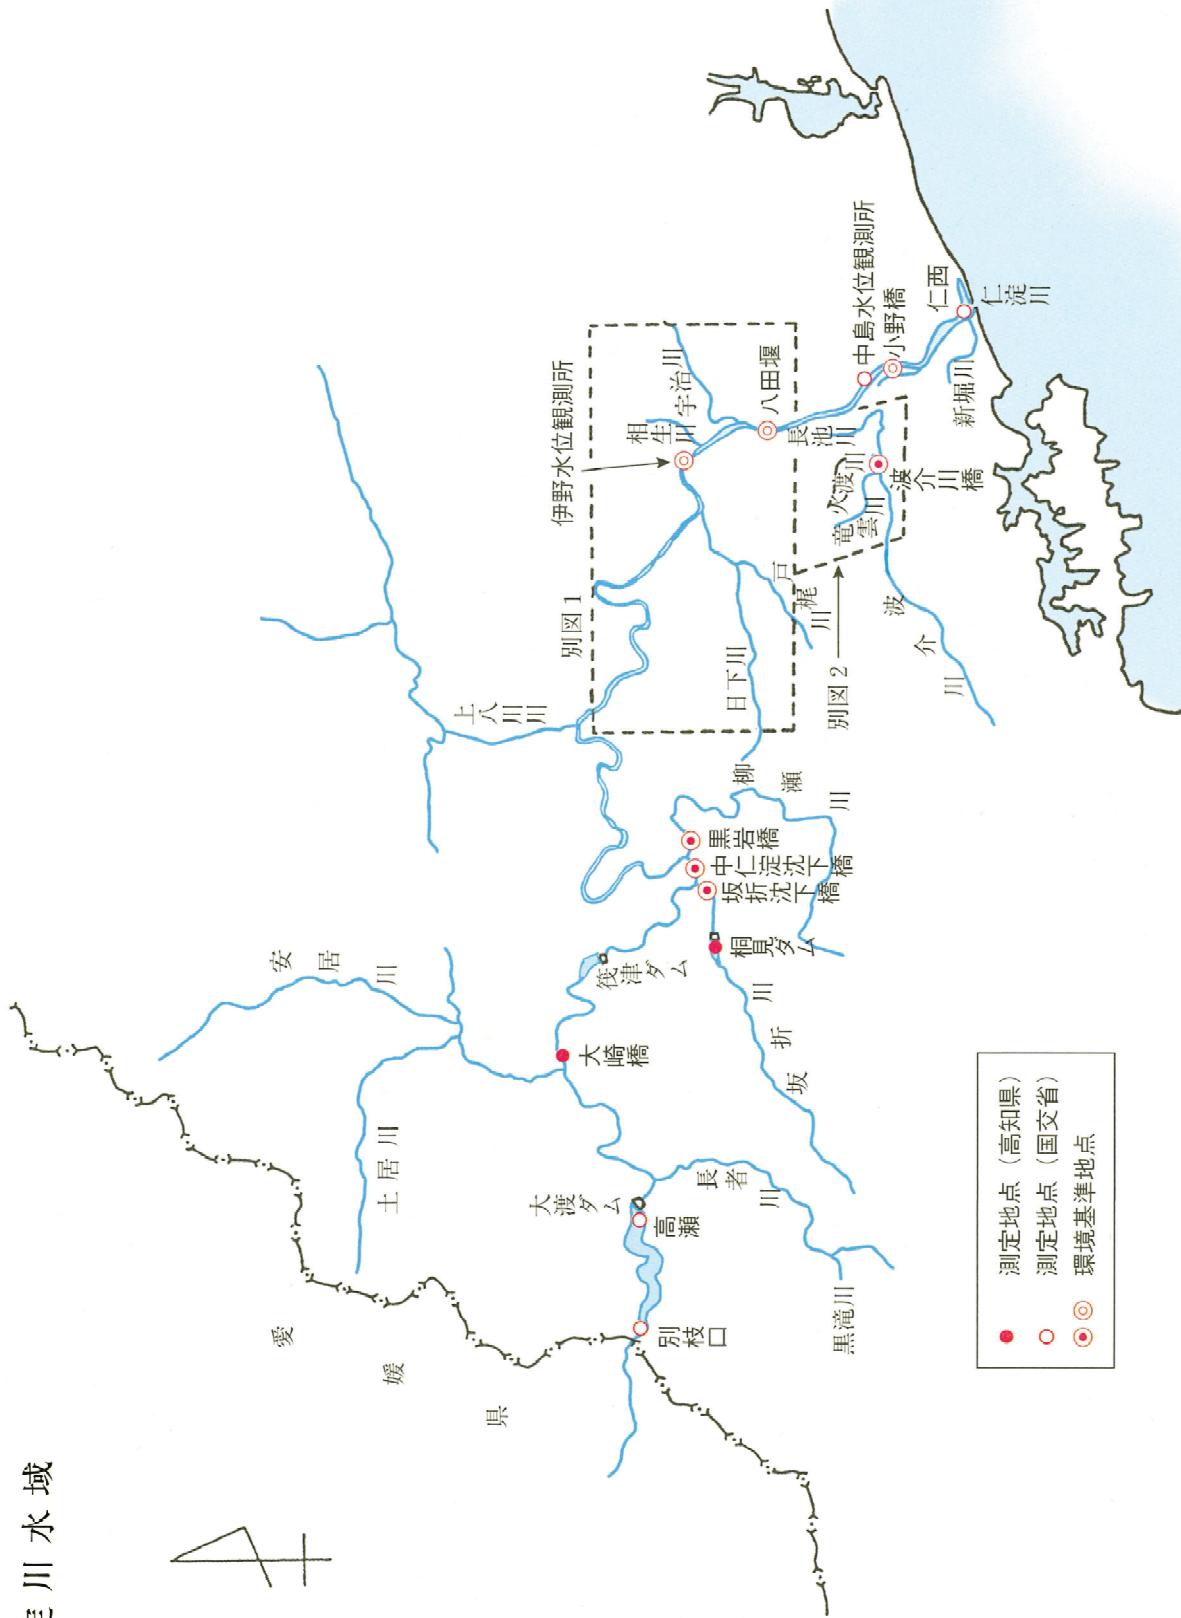 川水域
愛媛県
土居川
安居川
上八川川
別図1
伊野水位観測所
相生川
宇治川
八田堰
中島水位観測所
小野橋
仁西
仁淀川
新堀川
長池川
火渡川
竜雲川
波介川橋
波介川
別図2
戸梶川
日下川
柳瀬川
黒岩橋
中仁淀沈下橋
坂折沈下橋
桐見ダム
坂折川
筏津ダム
大崎橋
大渡ダム
高瀬
長者川
黒滝川
別枝口
測定地点（高知県）
測定地点（国交省）
環境基準地点